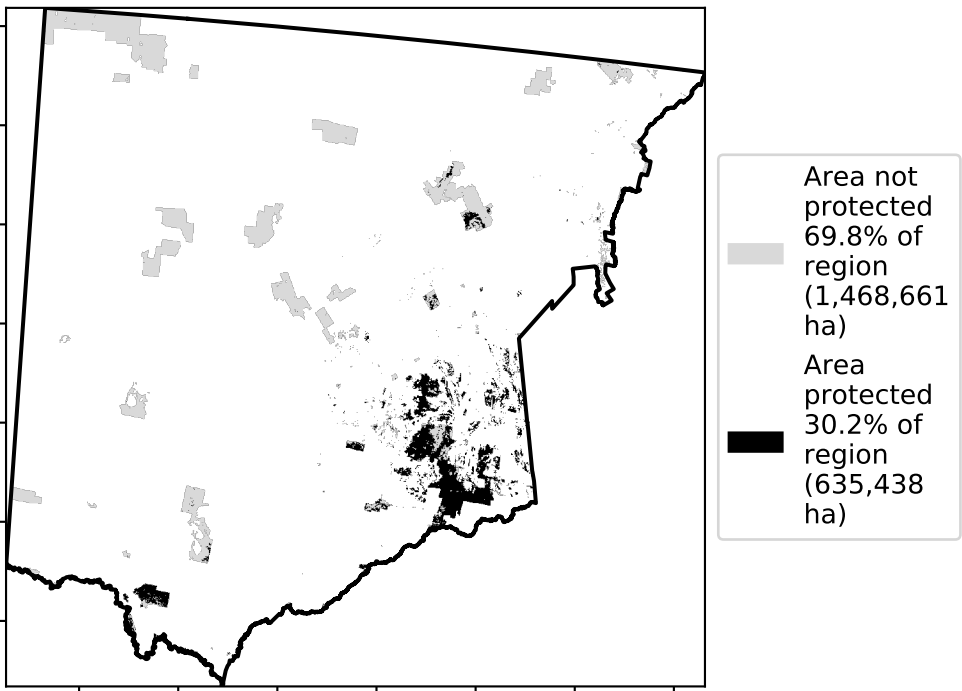 Area not
protected
69.8% of
region
(1,468,661
ha)
Area
protected
30.2% of
region
(635,438
ha)